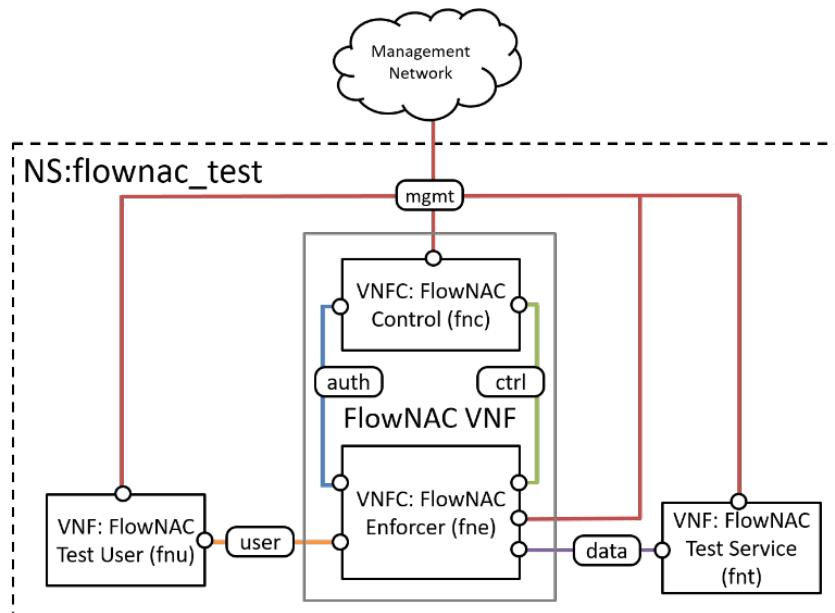 Management
Network
NS:flownac_test
mgmt
VNFC: FlowNAC
Control (fnc)
auth
ctrl
FlowNAC VNF
VNFC: FlowNAC
Enforcer (fne)
VNF: FlowNAC
Test User (fnu)
user
data
VNF: FlowNAC
Test Service
(fnt)